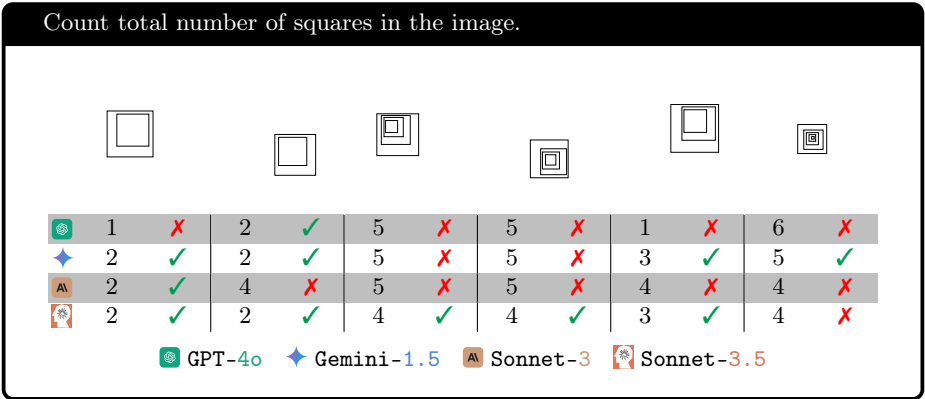 Count total number of squares in the image.
1 ✗ 2 ✓ 5 ✗ 5 ✗ 1 ✗ 6 ✗
2 ✓ 2 ✓ 5 ✗ 5 ✗ 3 ✓ 5 ✓
2 ✓ 4 ✗ 5 ✗ 5 ✗ 4 ✗ 4 ✗
2 ✓ 2 ✓ 4 ✓ 4 ✓ 3 ✓ 4 ✗
GPT-4o Gemini-1.5 Sonnet-3 Sonnet-3.5